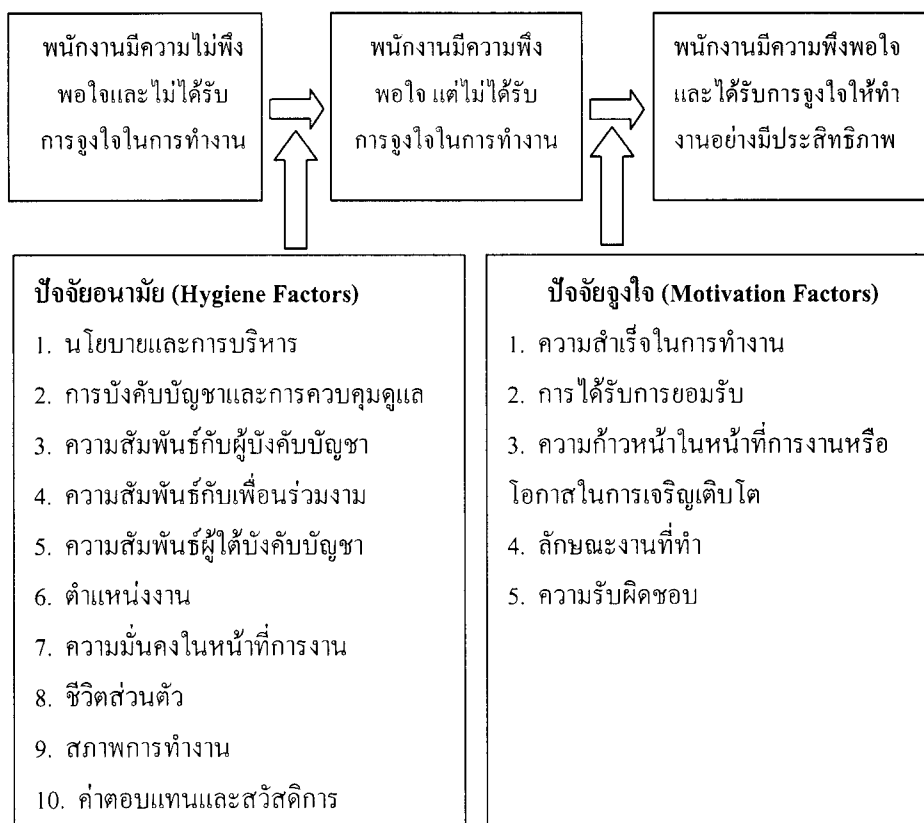 พนักงานมีความไม่พึง
พอใจและไม่ได้รับ
การจูงใจในการทำงาน
พนักงานมีความพึง
พอใจ แต่ไม่ได้รับ
การจูงใจในการทำงาน
พนักงานมีความพึงพอใจ
และได้รับการจูงใจให้ทำ
งานอย่างมีประสิทธิภาพ
ปัจจัยอนามัย (Hygiene Factors)
1. นโยบายและการบริหาร
2. การบังคับบัญชาและการควบคุมดูแล
3. ความสัมพันธ์กับผู้บังคับบัญชา
4. ความสัมพันธ์กับเพื่อนร่วมงาม
5. ความสัมพันธ์ผู้ใต้บังคับบัญชา
6. ตำแหน่งงาน
7. ความมั่นคงในหน้าที่การงาน
8. ชีวิตส่วนตัว
9. สภาพการทำงาน
10. ค่าตอบแทนและสวัสดิการ
ปัจจัยจูงใจ (Motivation Factors)
1. ความสำเร็จในการทำงาน
2. การได้รับการยอมรับ
3. ความก้าวหน้าในหน้าที่การงานหรือ
โอกาสในการเจริญเติบโต
4. ลักษณะงานที่ทำ
5. ความรับผิดชอบ